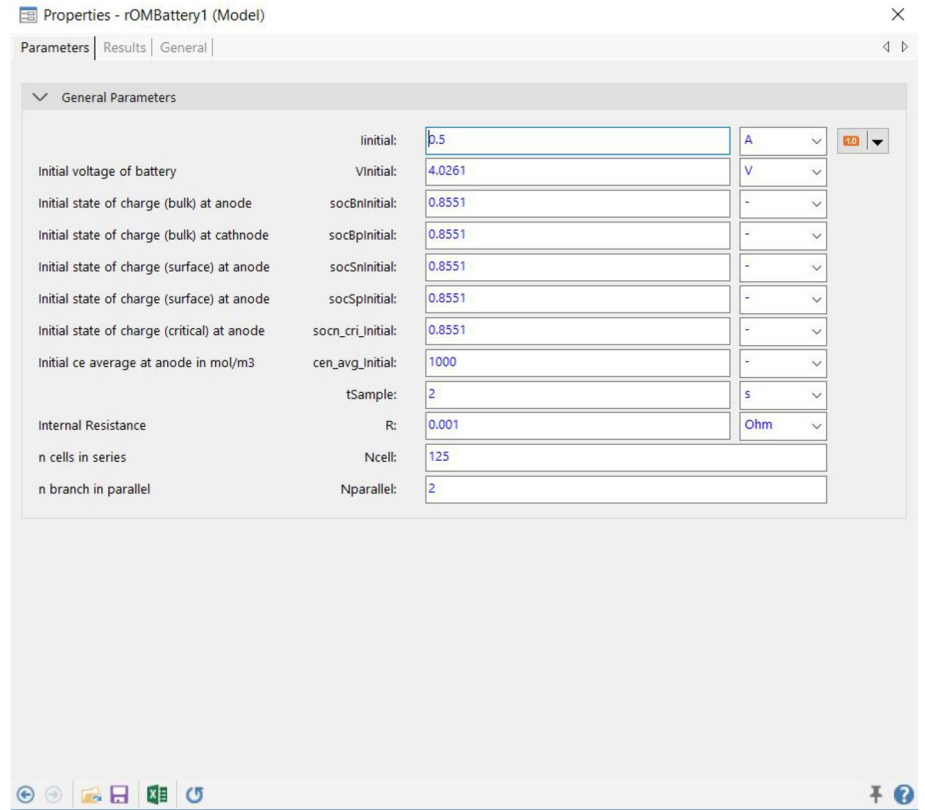 Properties - rOMBattery1 (Model)
Parameters Results General
General Parameters
Iinitial: 0.5 A 1.0
Initial voltage of battery VInitial: 4.0261 V
Initial state of charge (bulk) at anode socBnInitial: 0.8551 -
Initial state of charge (bulk) at cathnode socBpInitial: 0.8551 -
Initial state of charge (surface) at anode socSnInitial: 0.8551 -
Initial state of charge (surface) at anode socSpInitial: 0.8551 -
Initial state of charge (critical) at anode socn_cri_Initial: 0.8551 -
Initial ce average at anode in mol/m3 cen_avg_Initial: 1000 -
tSample: 2 s
Internal Resistance R: 0.001 Ohm
n cells in series Ncell: 125
n branch in parallel Nparallel: 2